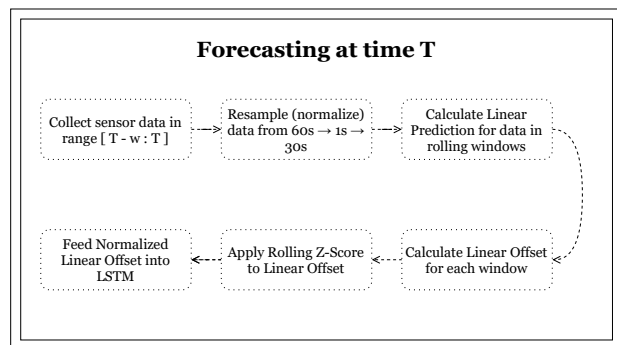 Forecasting at time T
Collect sensor data in
range [ T - w : T ]
Resample (normalize)
data from 60s → 1s →
30s
Calculate Linear
Prediction for data in
rolling windows
Calculate Linear Offset
for each window
Apply Rolling Z-Score
to Linear Offset
Feed Normalized
Linear Offset into
LSTM